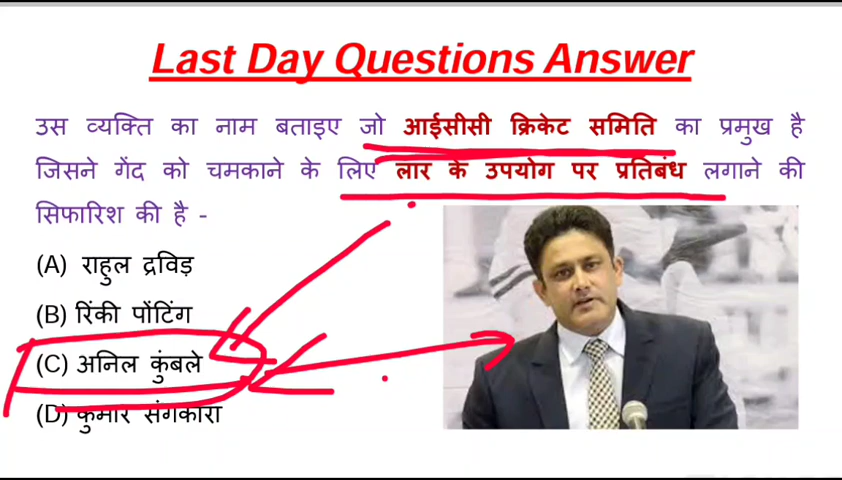 Last Day Questions Answer
उस व्यक्ति का नाम बताइए जो आईसीसी क्रिकेट समिति का प्रमुख है
जिसने गेंद को चमकाने के लिए लार के उपयोग पर प्रतिबंध लगाने की
सिफारिश की है -
(A) राहुल द्रविड़
(B) रिंकी पोंटिंग
(C) अनिल कुंबले
(D) कुमार संगकारा